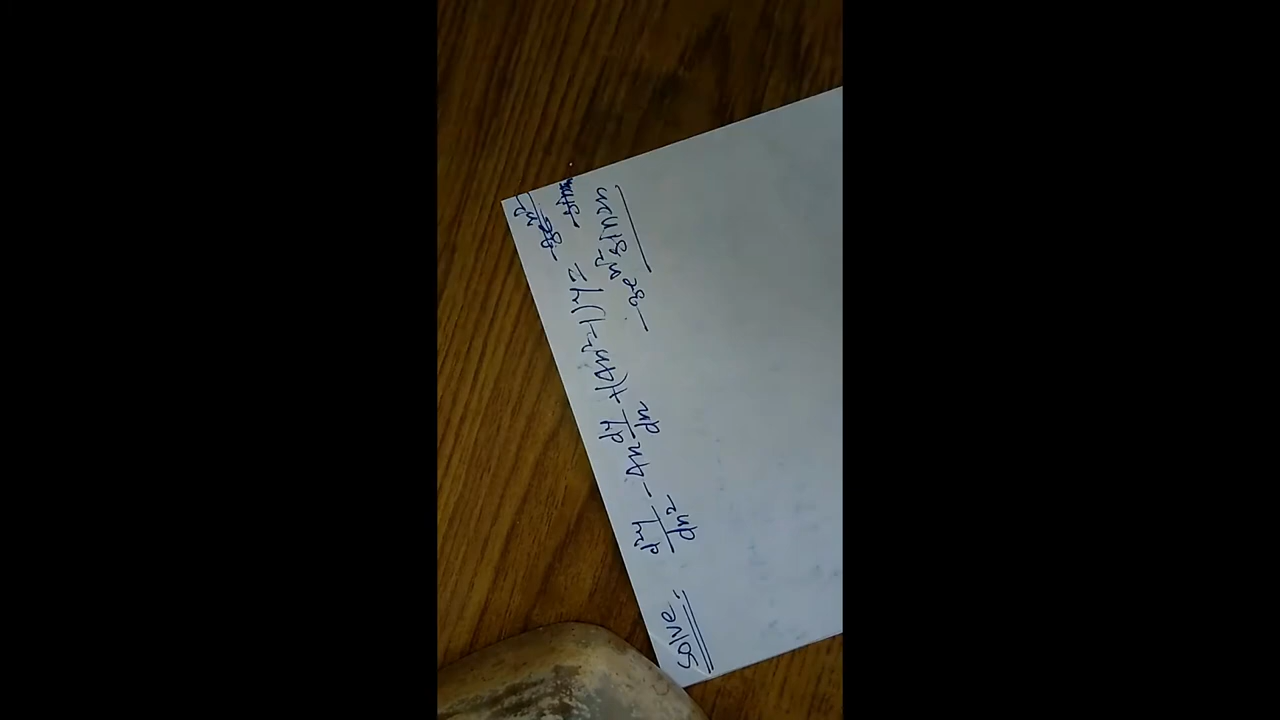 Solve :- d²y/dx² - 4x dy/dx + (4x² - 1)y =
-3e^x² sin2x